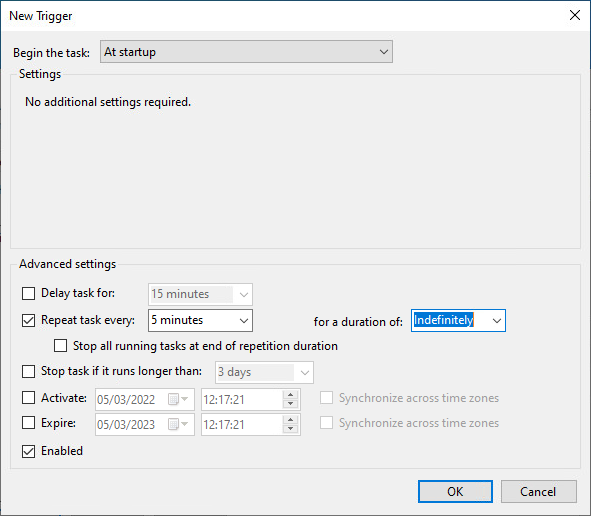 New Trigger
Begin the task: At startup
Settings
No additional settings required.
Advanced settings
Delay task for: 15 minutes
Repeat task every: 5 minutes for a duration of: Indefinitely
Stop all running tasks at end of repetition duration
Stop task if it runs longer than: 3 days
Activate: 05/03/2022 12:17:21 Synchronize across time zones
Expire: 05/03/2023 12:17:21 Synchronize across time zones
Enabled
OK Cancel